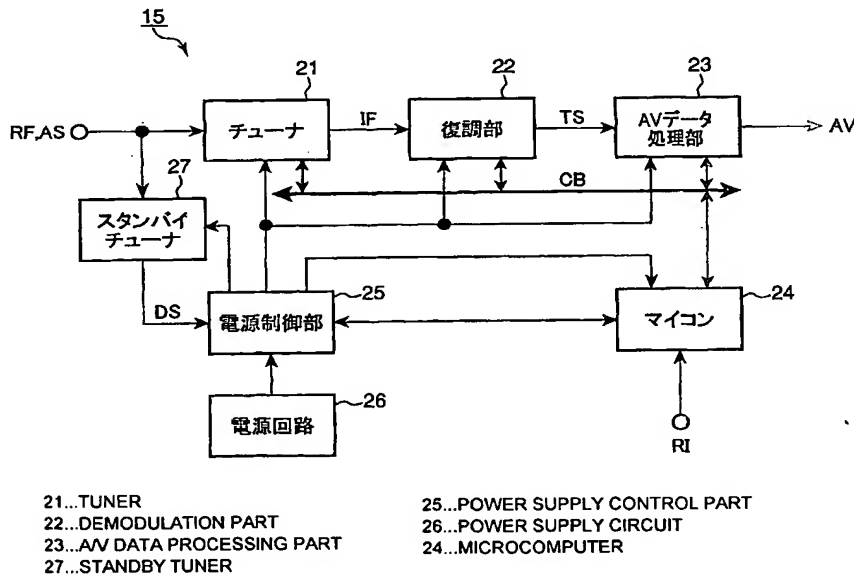 15
21
22
23
RF,AS
チューナ
IF
復調部
TS
AVデータ
処理部
AV
27
CB
スタンバイ
チューナ
DS
25
電源制御部
24
マイコン
26
電源回路
RI
21...TUNER
22...DEMODULATION PART
23...A/V DATA PROCESSING PART
27...STANDBY TUNER
25...POWER SUPPLY CONTROL PART
26...POWER SUPPLY CIRCUIT
24...MICROCOMPUTER